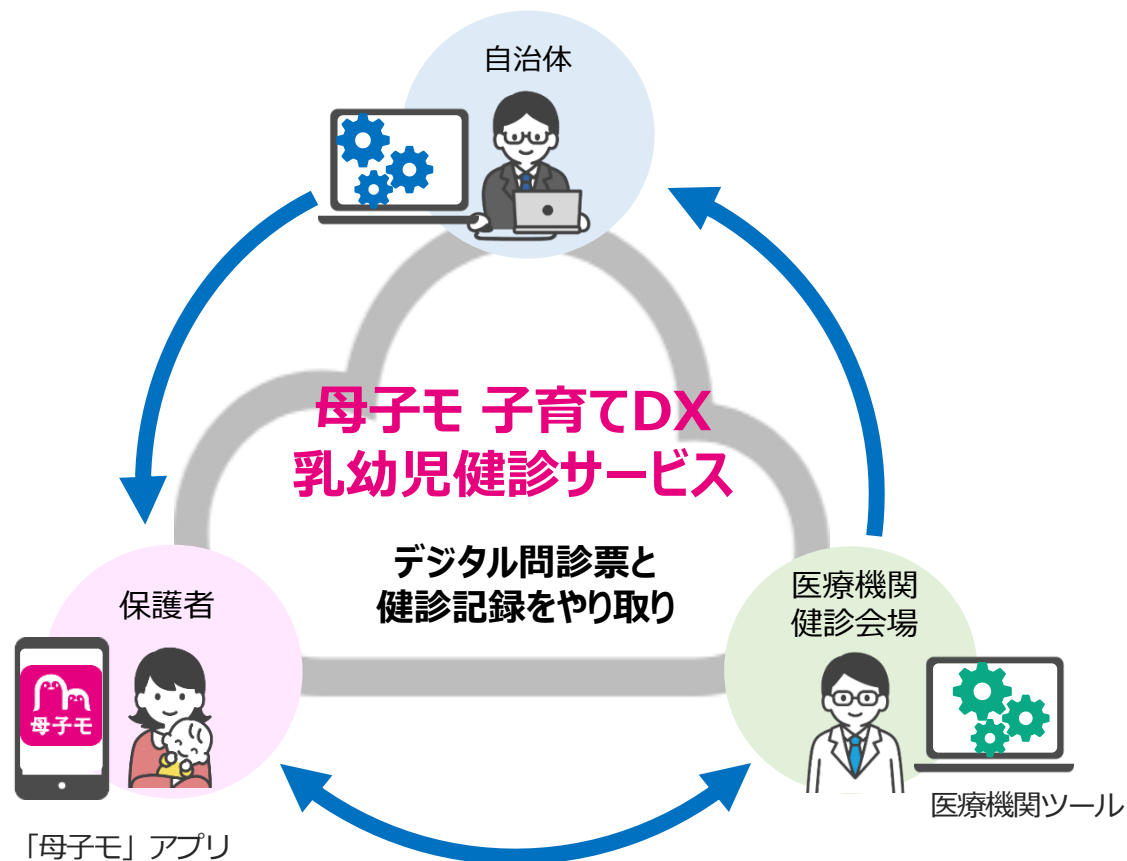 自治体
母子モ 子育てDX
乳幼児健診サービス
デジタル問診票と
健診記録をやり取り
保護者
医療機関
健診会場
母子モ
医療機関ツール
「母子モ」アプリ